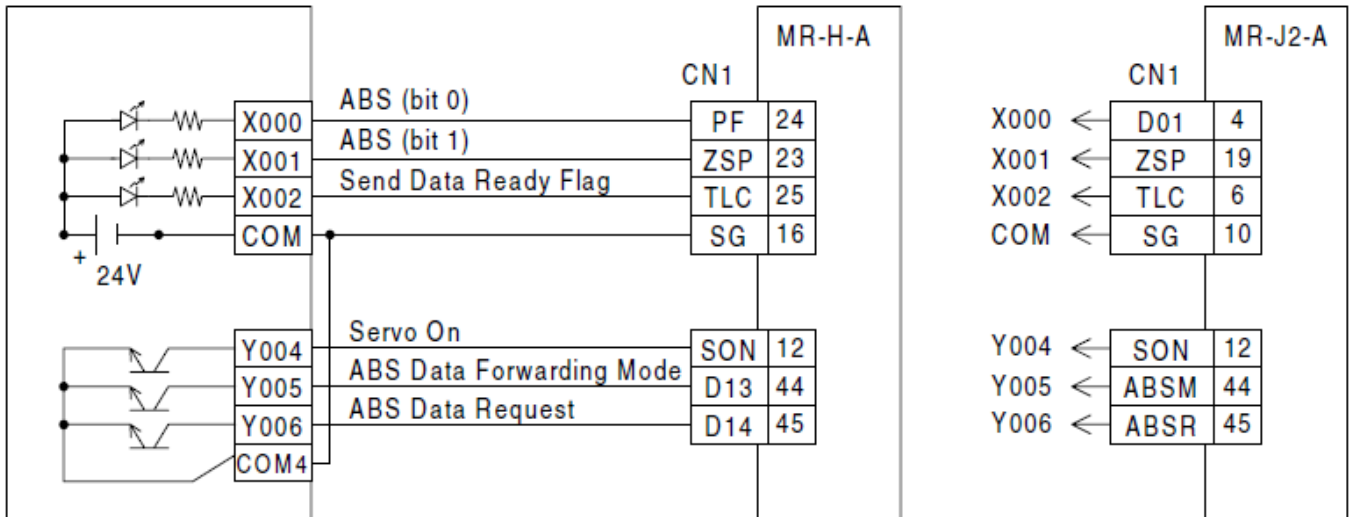 MR-H-A
MR-J2-A
CN1
CN1
ABS (bit 0)
X000 PF 24 X000 D01 4
ABS (bit 1)
X001 ZSP 23 X001 ZSP 19
Send Data Ready Flag
X002 TLC 25 X002 TLC 6
COM SG 16 COM SG 10
+
24V
Servo On
Y004 SON 12 Y004 SON 12
ABS Data Forwarding Mode
Y005 D13 44 Y005 ABSM 44
ABS Data Request
Y006 D14 45 Y006 ABSR 45
COM4